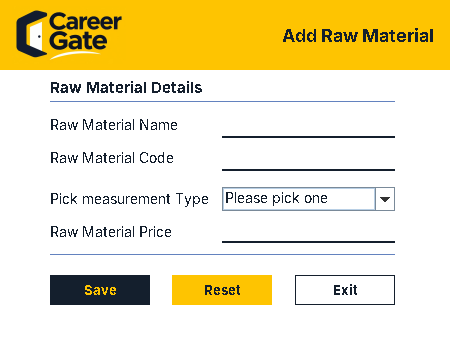 Career
Gate
Add Raw Material
Raw Material Details
Raw Material Name
Raw Material Code
Pick measurement Type
Please pick one
Raw Material Price
Save
Reset
Exit